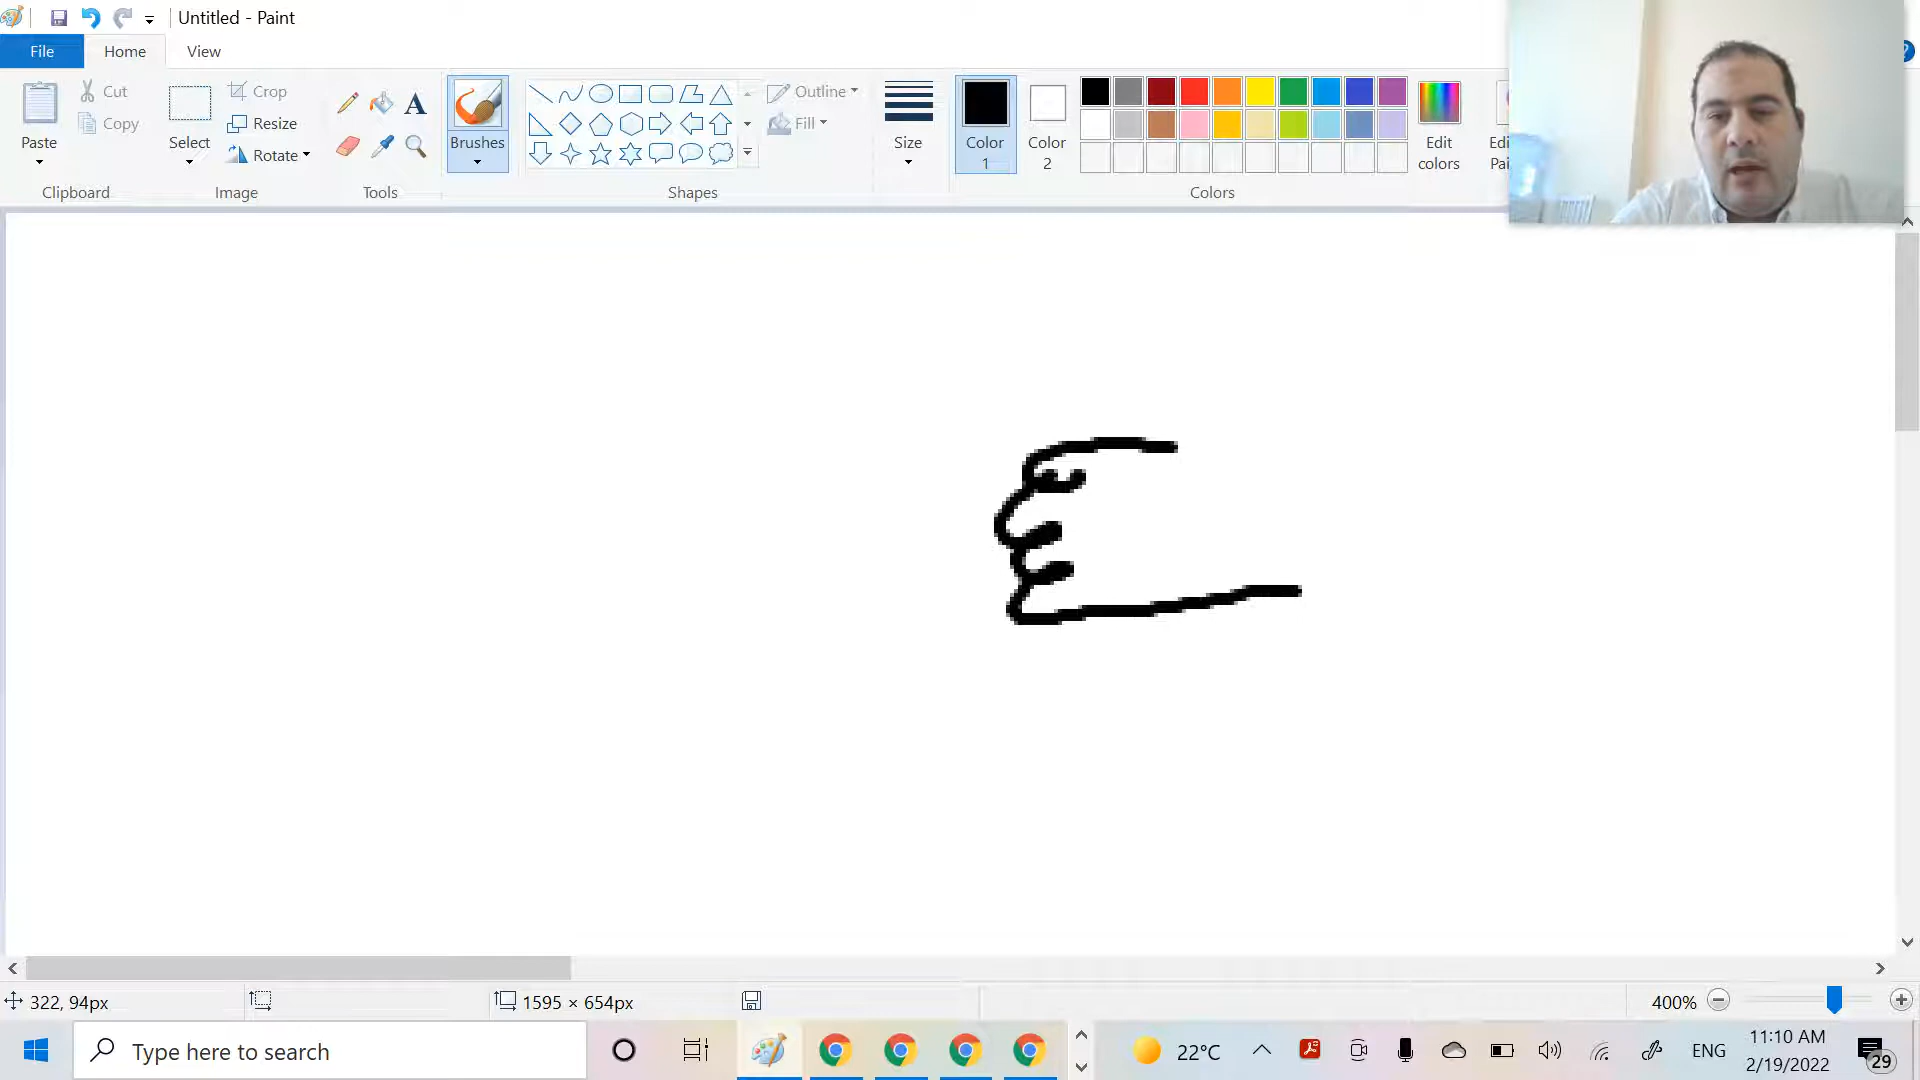 Untitled - Paint
File Home View
Paste
Cut
Copy
Clipboard
Select
Crop
Resize
Rotate
Image
Tools
Brushes
Shapes
Outline
Fill
Size
Color 1
Color 2
Colors
Edit colors
322, 94px
1595 × 654px
400%
Type here to search
22°C
ENG
11:10 AM
2/19/2022
29